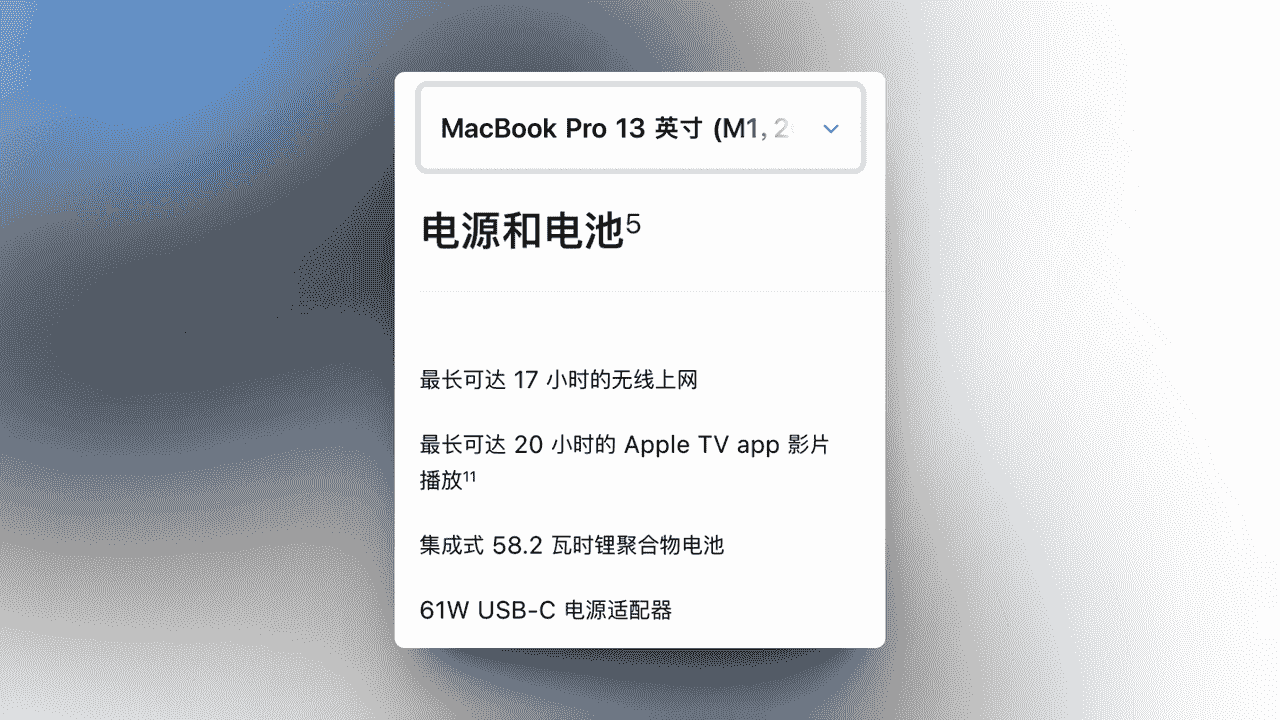 MacBook Pro 13 英寸 (M1, 2
电源和电池5
最长可达 17 小时的无线上网
最长可达 20 小时的 Apple TV app 影片
播放11
集成式 58.2 瓦时锂聚合物电池
61W USB-C 电源适配器